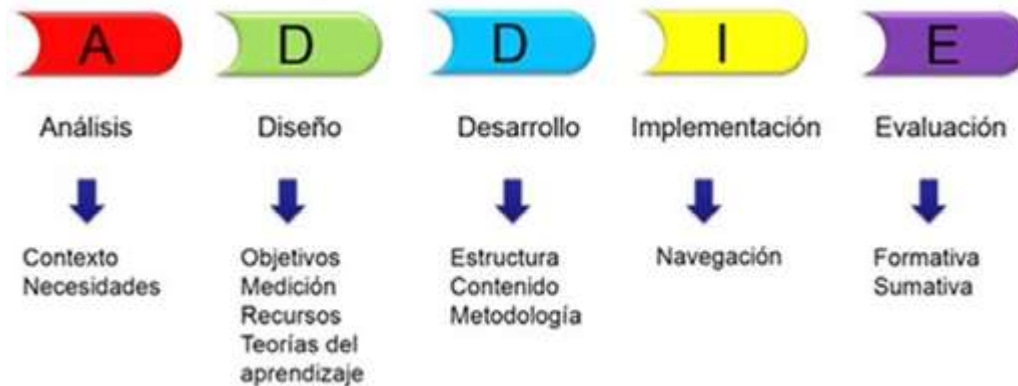 A
D
D
I
E
Análisis
Diseño
Desarrollo
Implementación
Evaluación
Contexto
Necesidades
Objetivos
Medición
Recursos
Teorías del
aprendizaje
Estructura
Contenido
Metodología
Navegación
Formativa
Sumativa